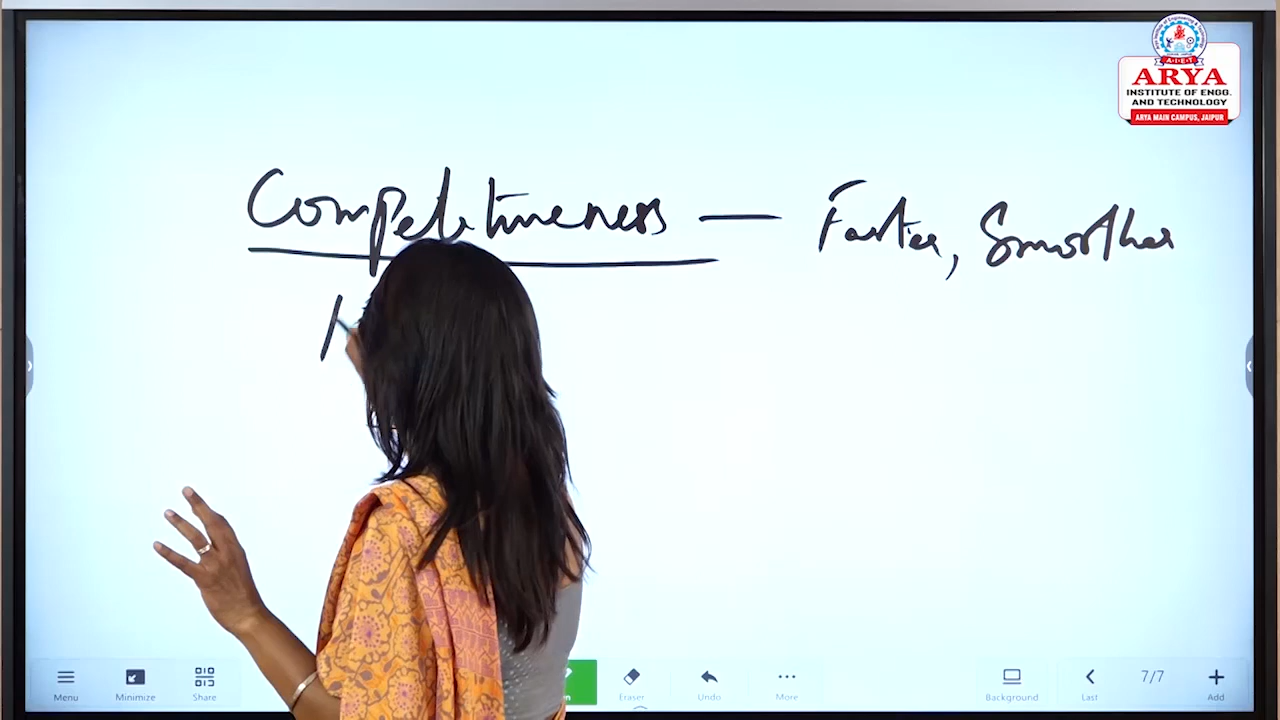 ARYA
INSTITUTE OF ENGG.
AND TECHNOLOGY
ARYA MAIN CAMPUS, JAIPUR
Competitiveness — Faster, Smoother
Menu
Minimize
Share
Eraser
Undo
More
Background
Last
7/7
Add